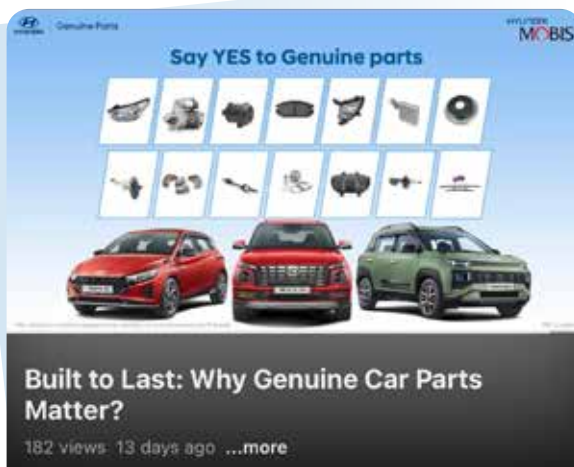 HYUNDAI
Genuine Parts
HYUNDAI
MOBIS
Say YES to Genuine parts
Built to Last: Why Genuine Car Parts
Matter?
182 views 13 days ago ...more